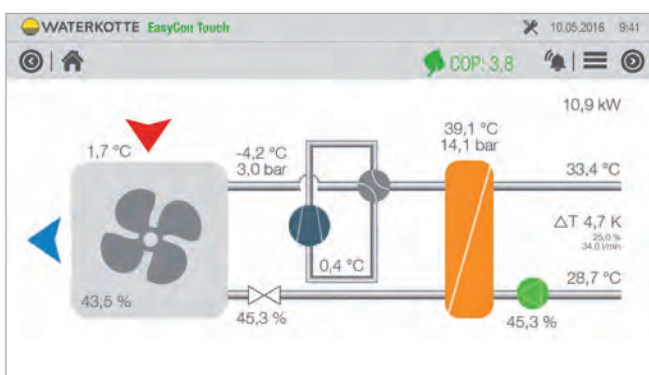 WATERKOTTE EasyCon Touch 10.05.2016 9:41
COP: 3,8
10,9 kW
1,7 °C
-4,2 °C
3,0 bar
39,1 °C
14,1 bar
33,4 °C
ΔT 4,7 K
25,0 %
34,0 l/min
0,4 °C
28,7 °C
43,5 %
45,3 %
45,3 %